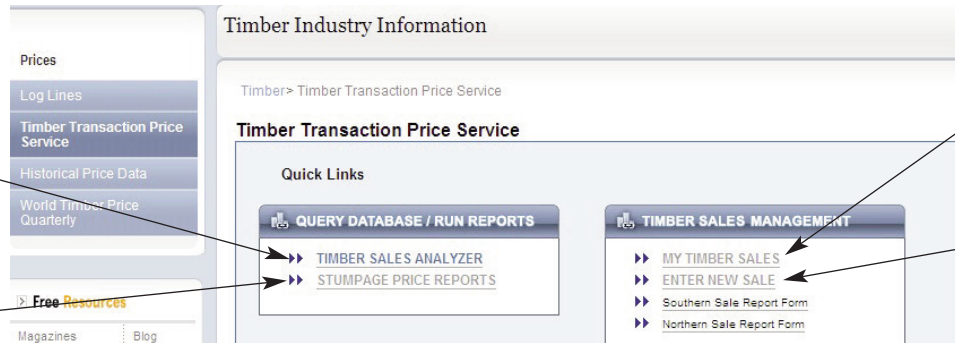 Timber Industry Information
Prices
Log Lines
Timber Transaction Price
Service
Historical Price Data
World Timber Price
Quarterly
Free Resources
Magazines
Blog
Timber> Timber Transaction Price Service
Timber Transaction Price Service
Quick Links
QUERY DATABASE / RUN REPORTS
TIMBER SALES ANALYZER
STUMPAGE PRICE REPORTS
TIMBER SALES MANAGEMENT
MY TIMBER SALES
ENTER NEW SALE
Southern Sale Report Form
Northern Sale Report Form